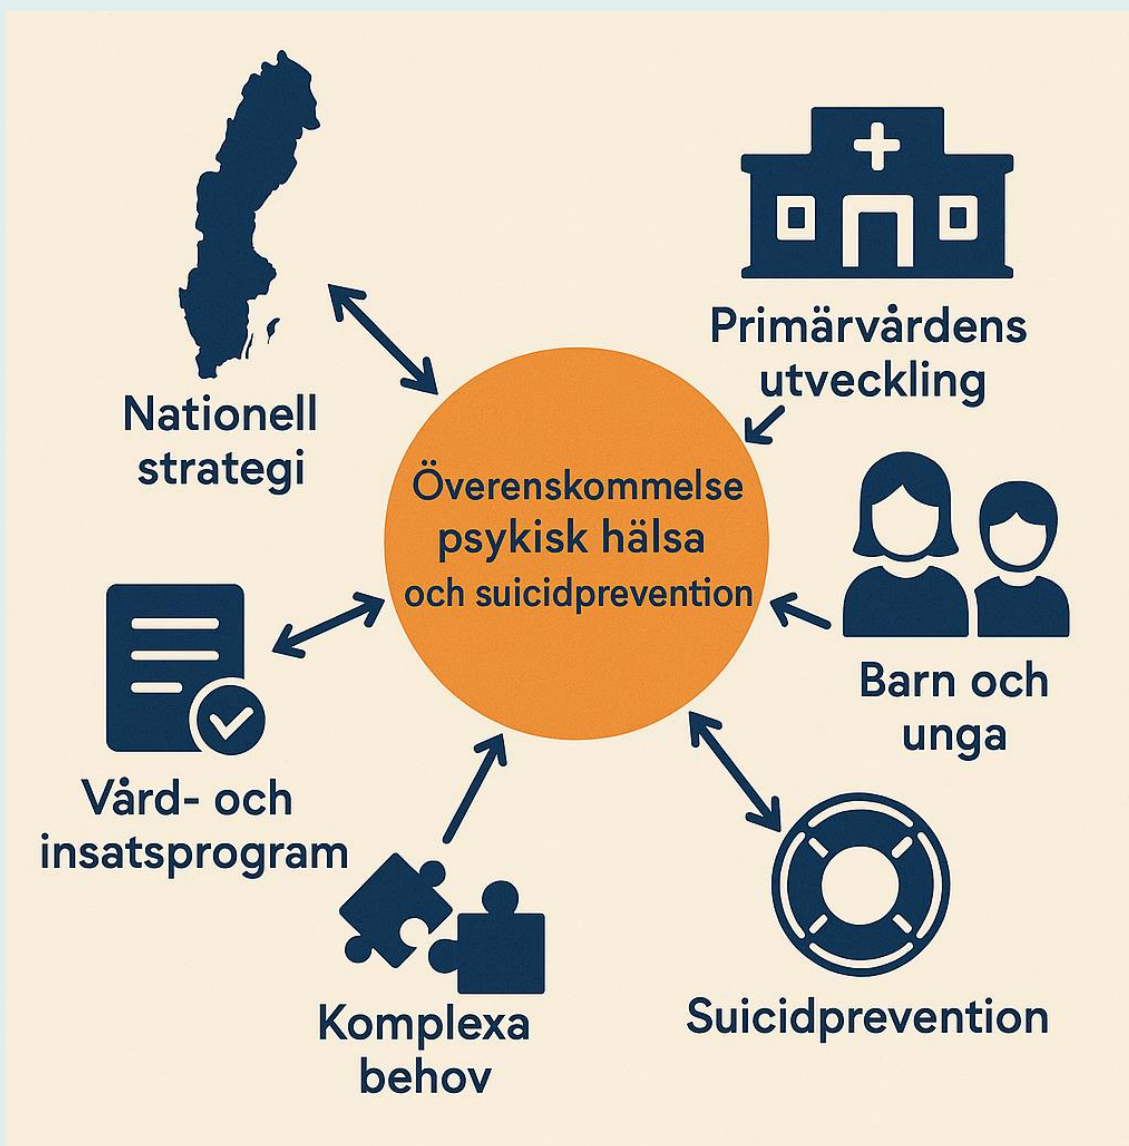 Nationell
strategi
Primärvårdens
utveckling
Överenskommelse
psykisk hälsa
och suicidprevention
Barn och
unga
Vård- och
insatsprogram
Komplexa
behov
Suicidprevention